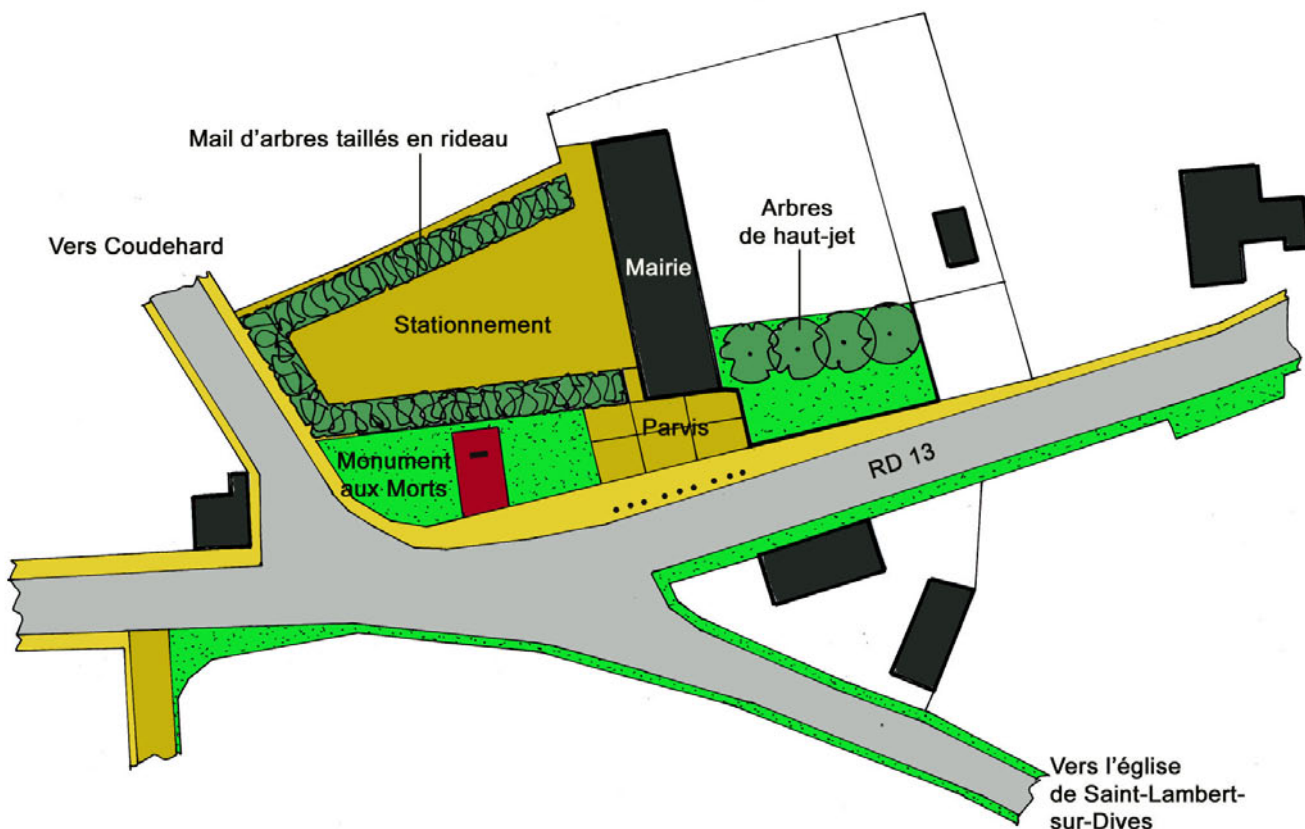 Mail d'arbres taillés en rideau
Vers Coudehard
Arbres
de haut-jet
Mairie
Stationnement
Parvis
Monument
aux Morts
RD 13
Vers l'église
de Saint-Lambert-
sur-Dives